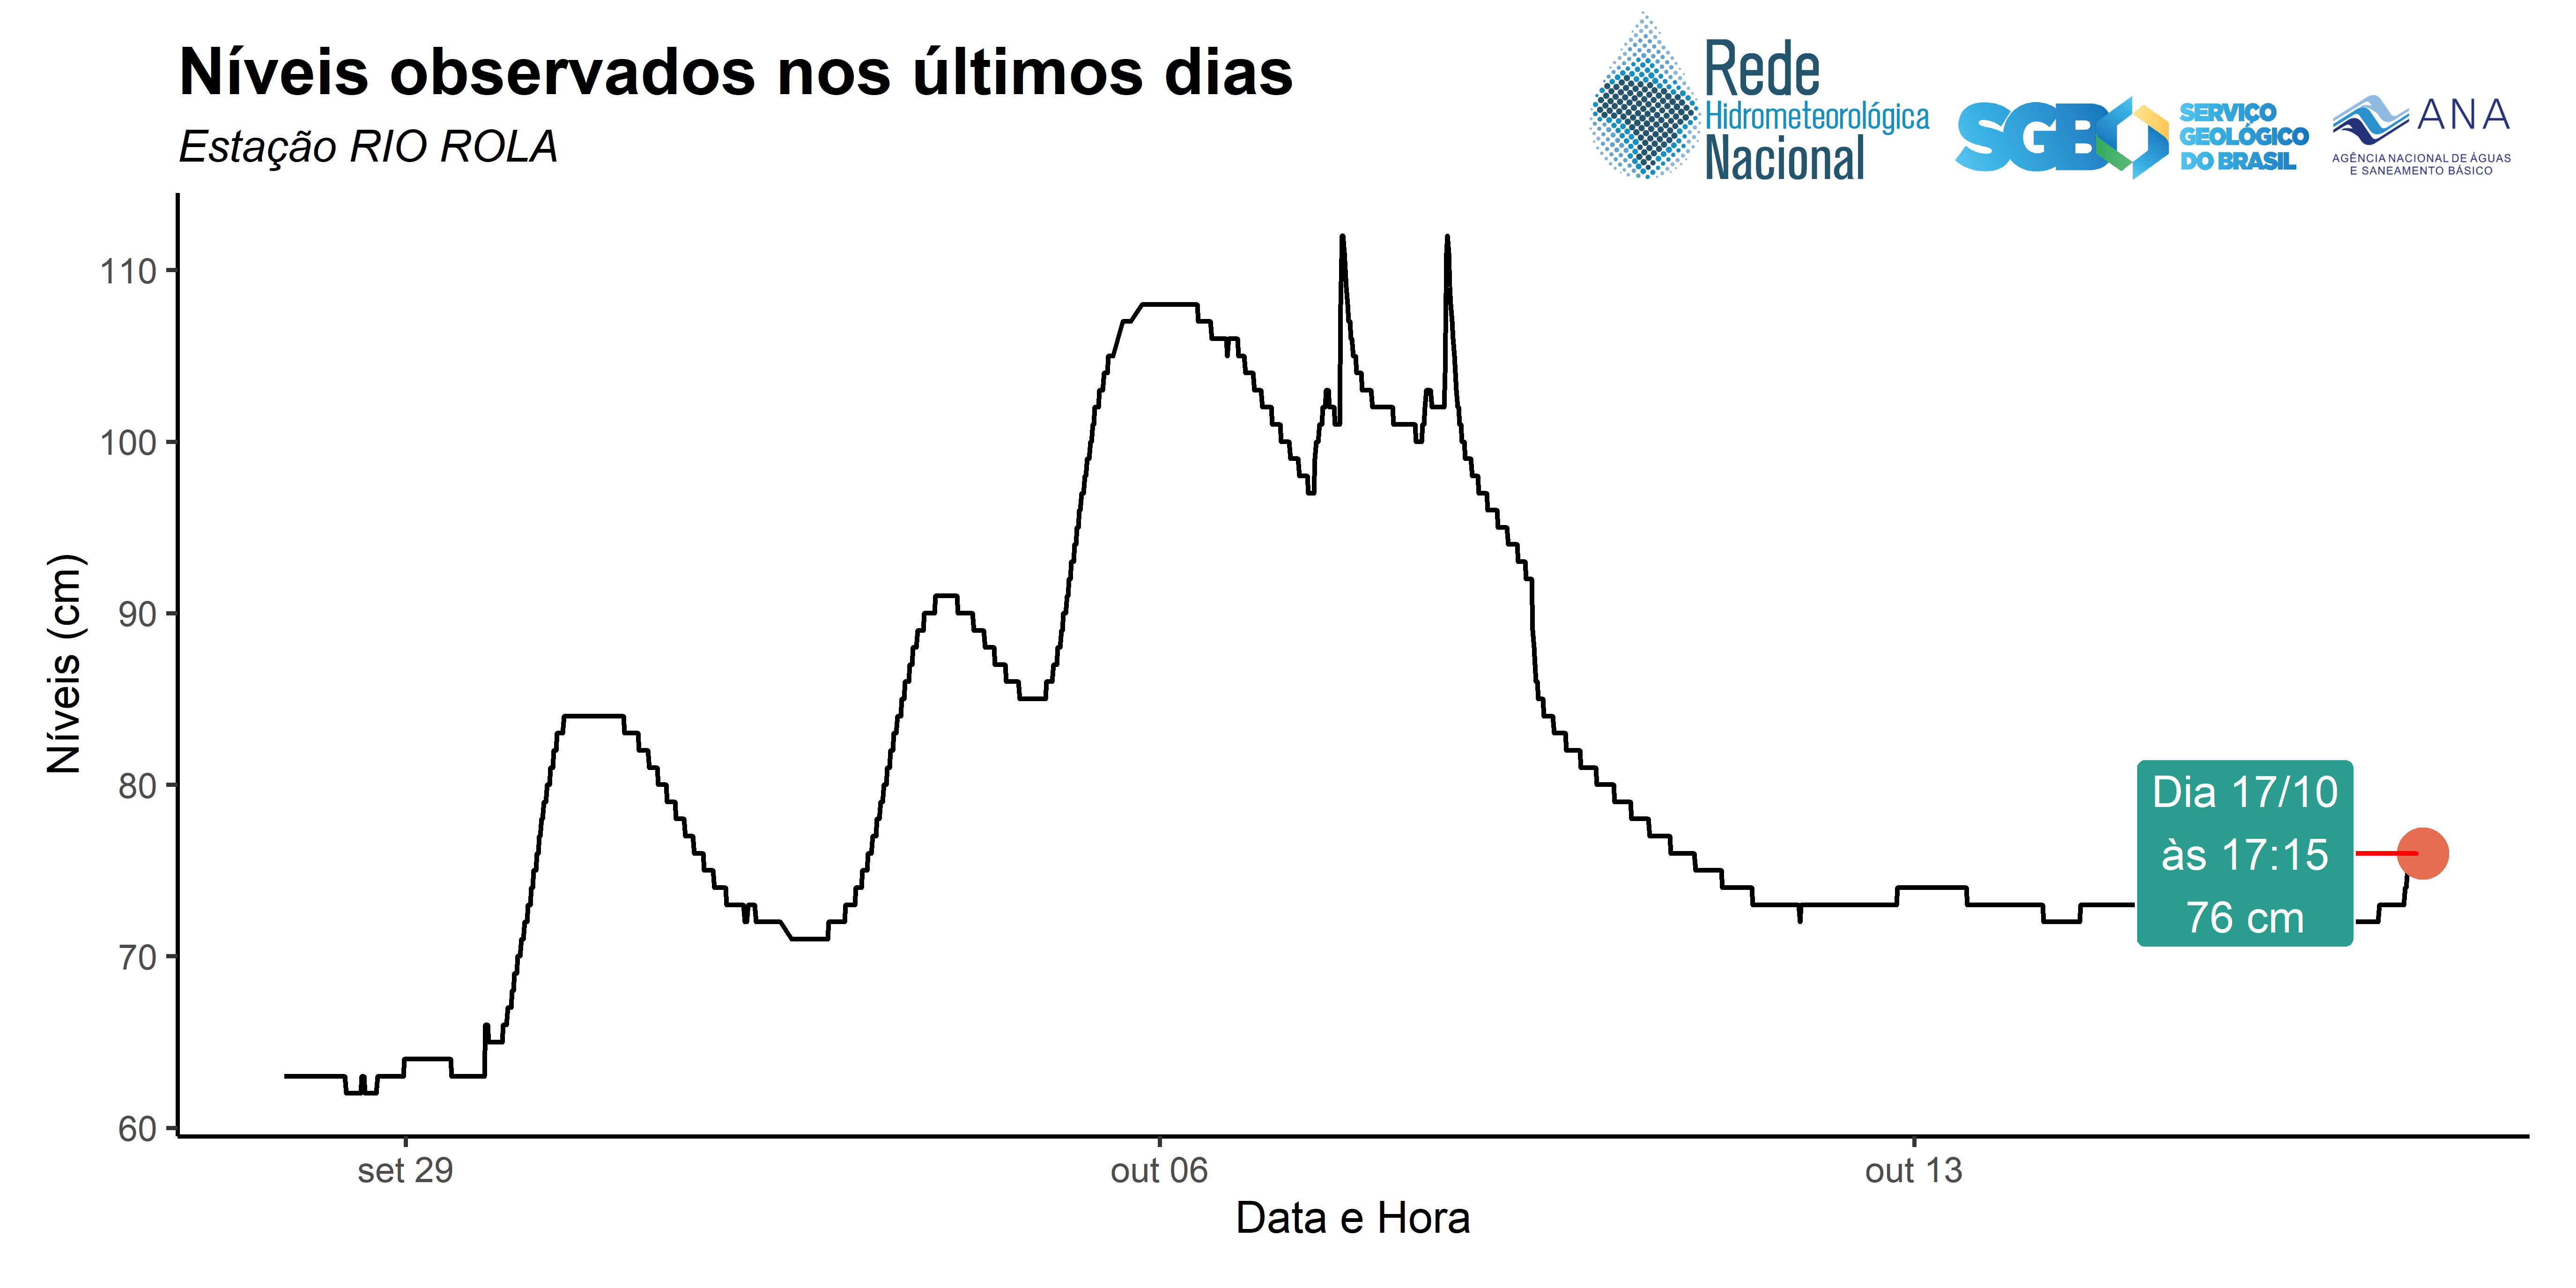 Níveis observados nos últimos dias
Estação RIO ROLA
Rede
Hidrometeorológica
Nacional
SGB
SERVIÇO
GEOLÓGICO
DO BRASIL
ANA
AGÊNCIA NACIONAL DE ÁGUAS
E SANEAMENTO BÁSICO
Níveis (cm)
110
100
90
80
70
60
Dia 17/10
às 17:15
76 cm
set 29
out 06
out 13
Data e Hora